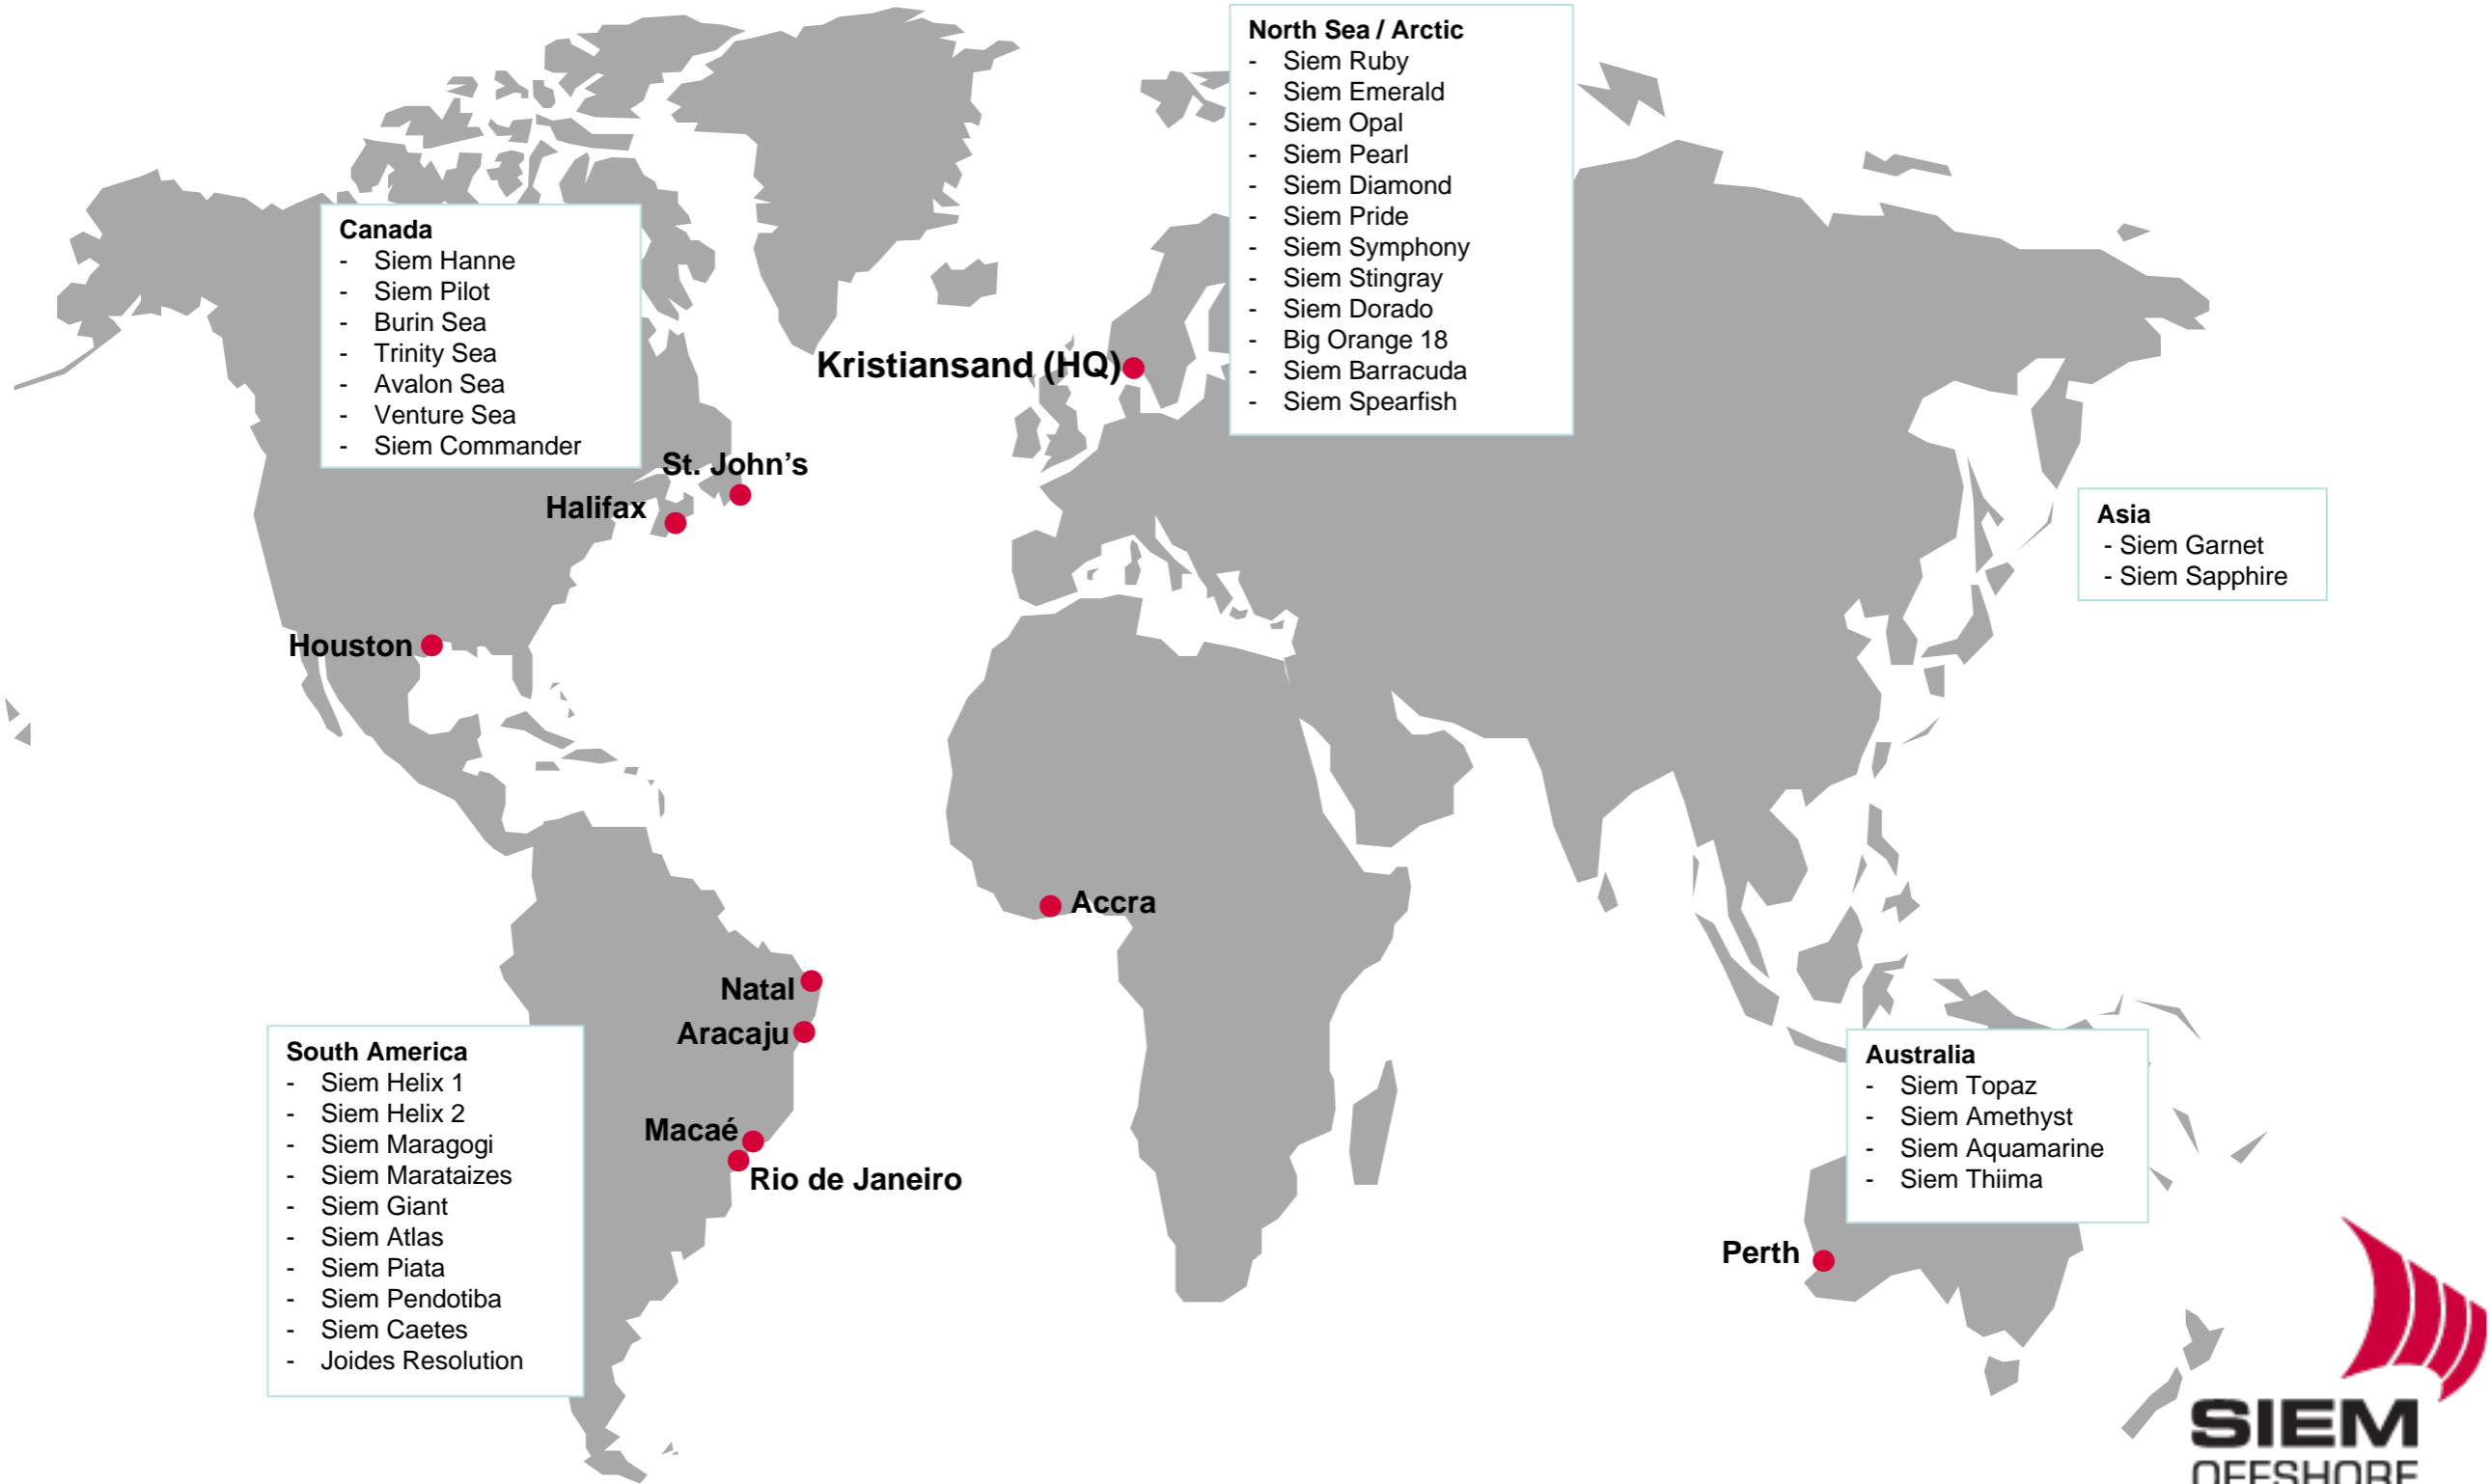 North Sea / Arctic
- Siem Ruby
- Siem Emerald
- Siem Opal
- Siem Pearl
- Siem Diamond
- Siem Pride
- Siem Symphony
- Siem Stingray
- Siem Dorado
- Big Orange 18
- Siem Barracuda
- Siem Spearfish
Canada
- Siem Hanne
- Siem Pilot
- Burin Sea
- Trinity Sea
- Avalon Sea
- Venture Sea
- Siem Commander
Kristiansand (HQ)
St. John’s
Halifax
Asia
- Siem Garnet
- Siem Sapphire
Houston
Accra
Natal
Aracaju
Macaé
Rio de Janeiro
South America
- Siem Helix 1
- Siem Helix 2
- Siem Maragogi
- Siem Marataizes
- Siem Giant
- Siem Atlas
- Siem Piata
- Siem Pendotiba
- Siem Caetes
- Joides Resolution
Australia
- Siem Topaz
- Siem Amethyst
- Siem Aquamarine
- Siem Thiima
Perth
SIEM
OFFSHORE